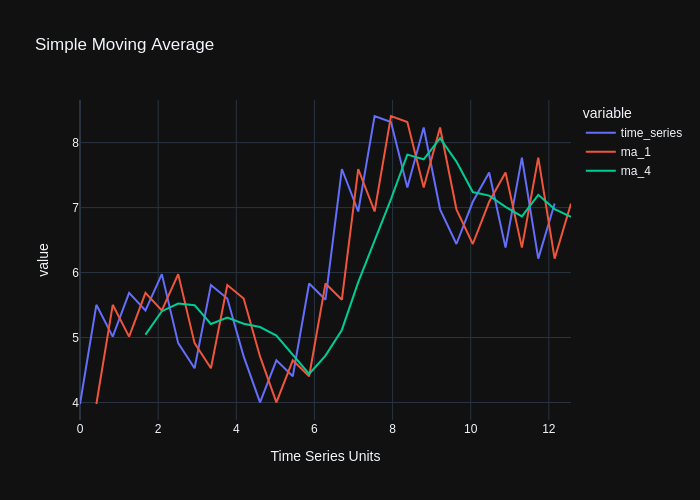 Simple Moving Average
variable
time_series
ma_1
ma_4
value
8
7
6
5
4
0 2 4 6 8 10 12
Time Series Units